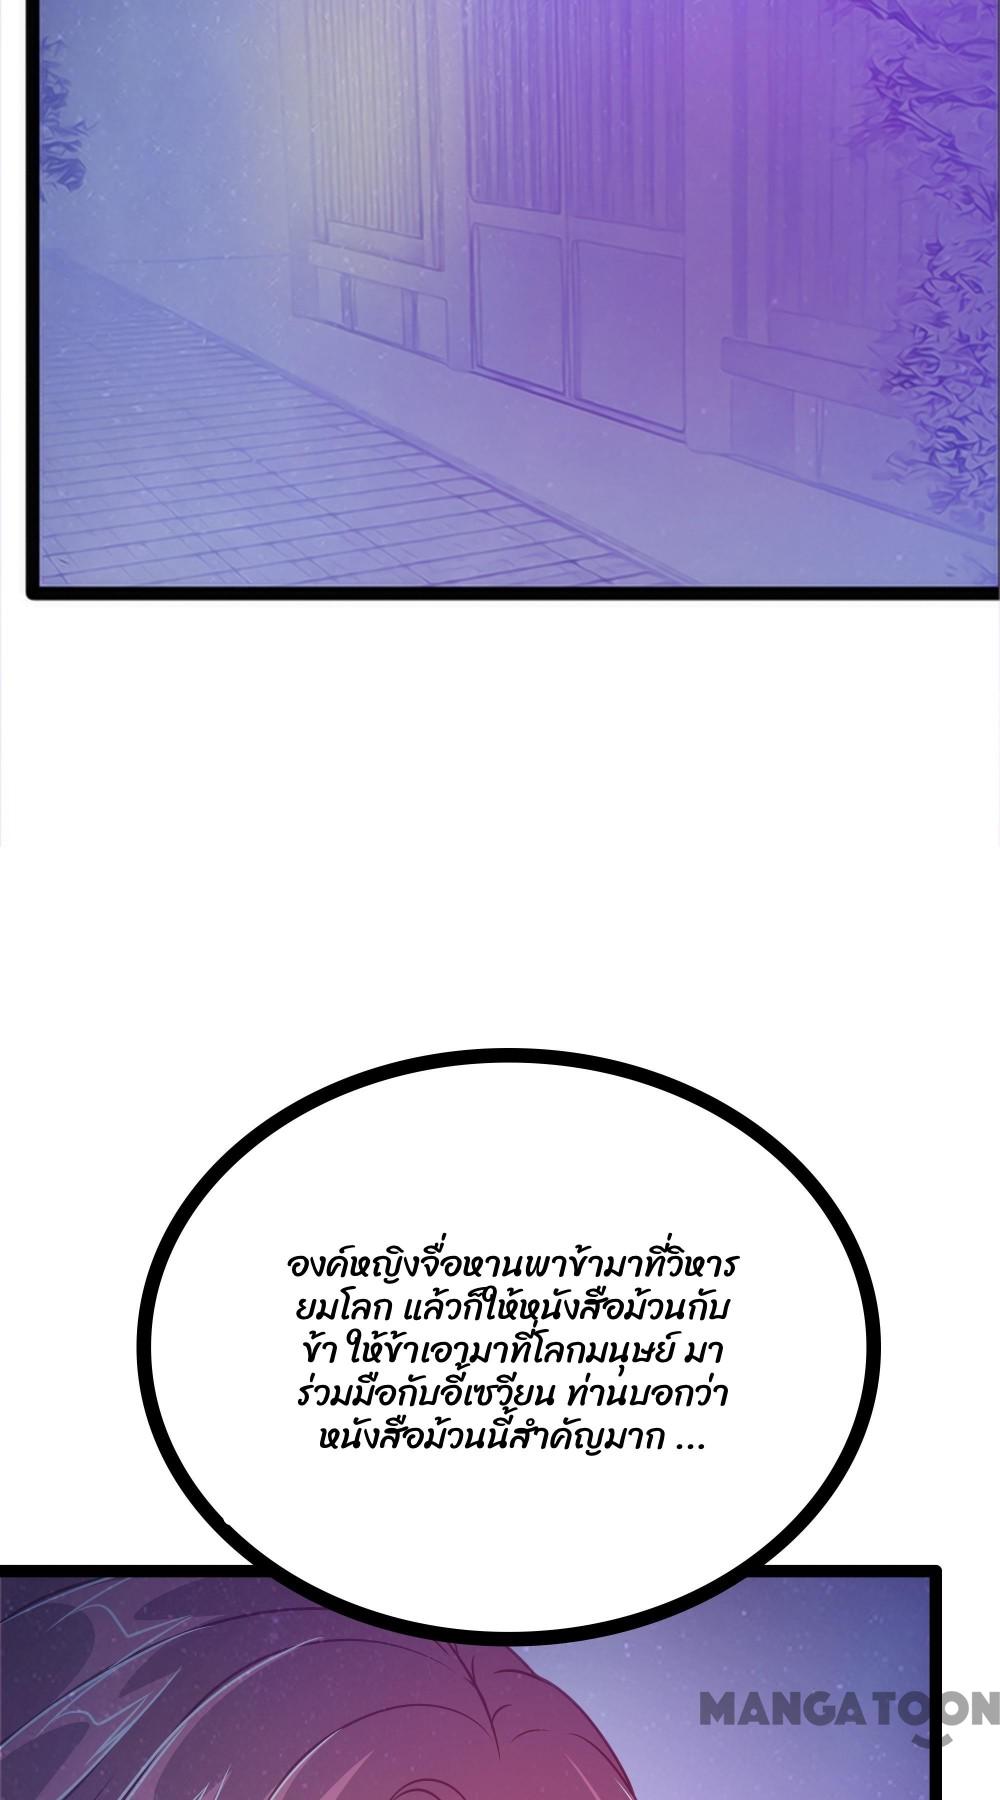 องค์หญิงจื่อหานพาข้ามาที่วิหาร
ยมโลก แล้วก็ให้หนังสือม้วนกับ
ข้า ให้ข้าเอามาที่โลกมนุษย์ มา
ร่วมมือกับอี้เซวียน ท่านบอกว่า
หนังสือม้วนนี้สำคัญมาก ...
MANGATOON